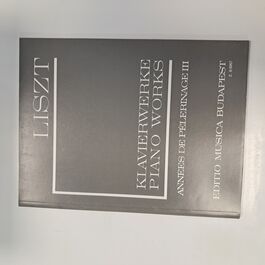 LISZT
KLAVIERWERKE
PIANO WORKS
ANNÉES DE PÈLERINAGE III
EDITIO MUSICA BUDAPEST